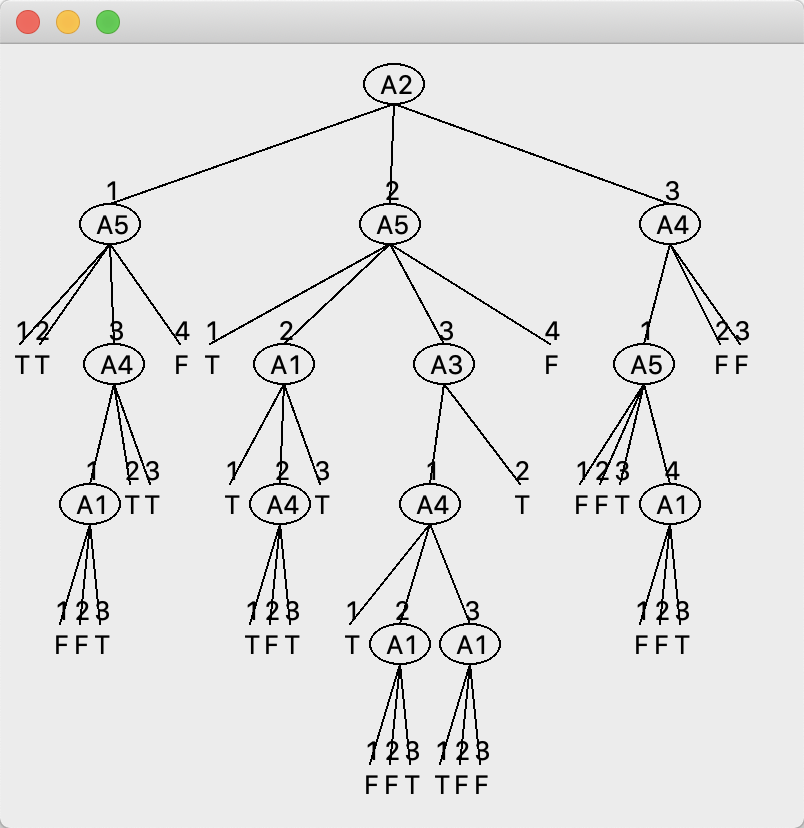 A2
1 2 3
A5 A5 A4
1 2 3 4 1 2 3 4 1 2 3
T T A4 F T A1 A3 F A5 F F
1 2 3 1 2 3 1 2 1 2 3 4
A1 T T T A4 T A4 T F F T A1
1 2 3 1 2 3 1 2 3 1 2 3
F F T T F T T A1 A1 F F T
1 2 3 1 2 3
F F T T F F